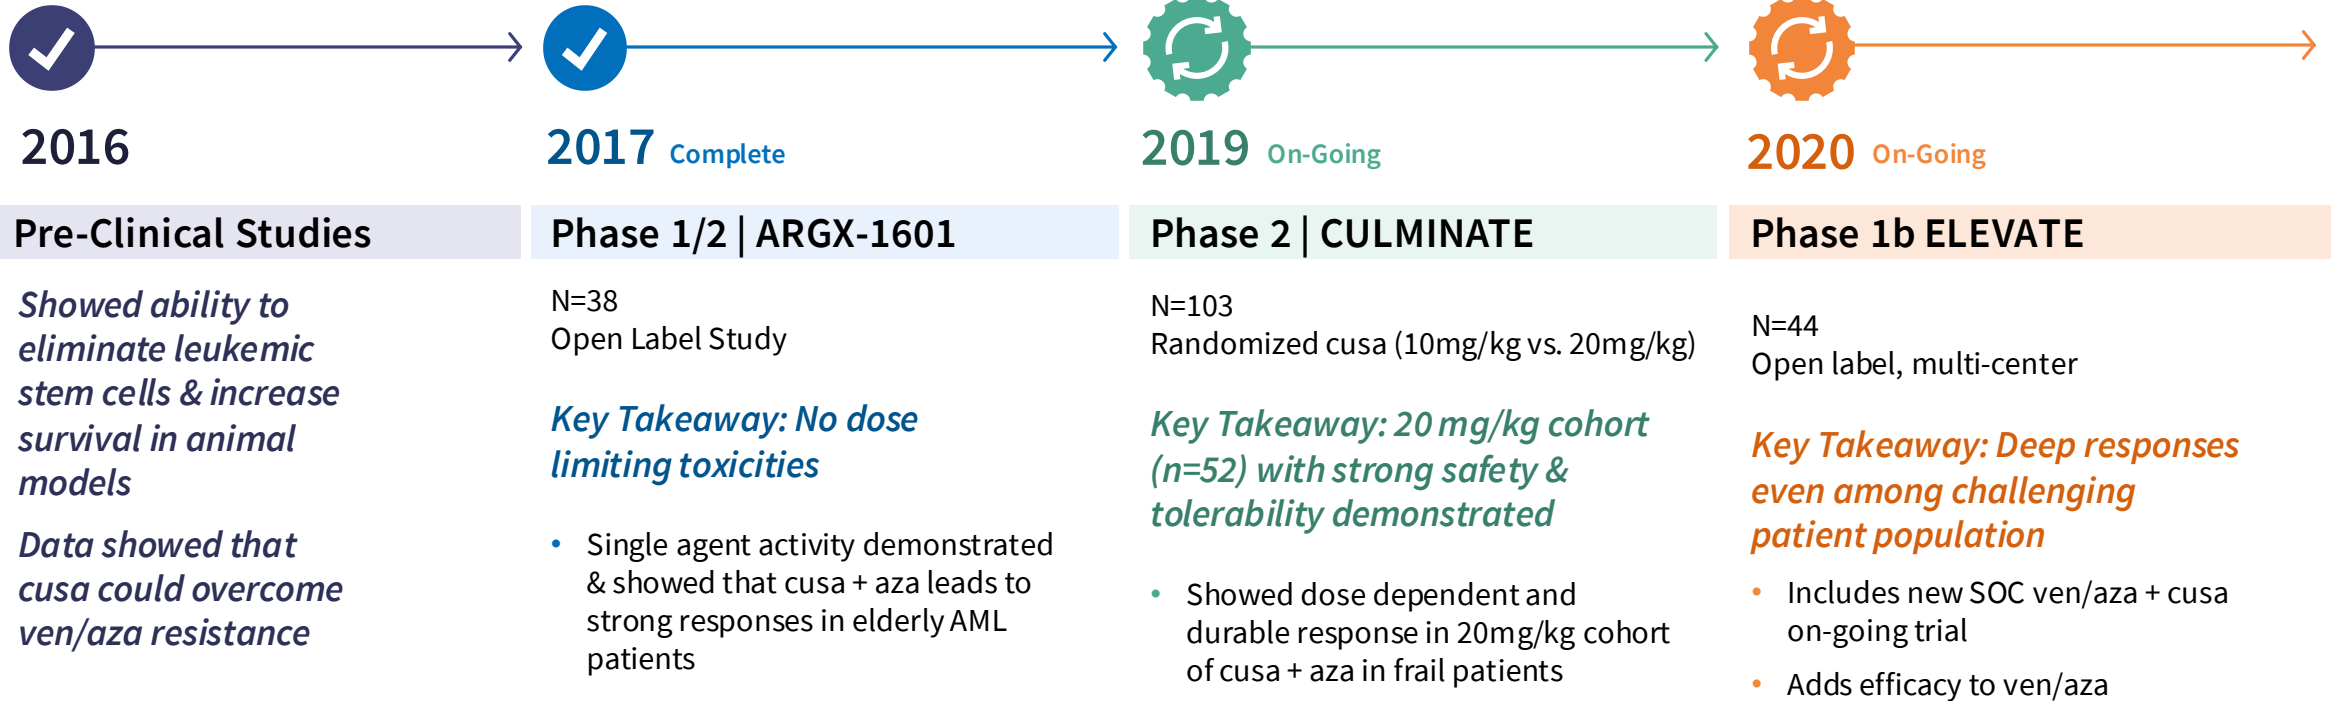 2016
Pre-Clinical Studies
Showed ability to
eliminate leukemic
stem cells & increase
survival in animal
models
Data showed that
cusa could overcome
ven/aza resistance
2017 Complete
Phase 1/2 | ARGX-1601
N=38
Open Label Study
Key Takeaway: No dose
limiting toxicities
• Single agent activity demonstrated
& showed that cusa + aza leads to
strong responses in elderly AML
patients
2019 On-Going
Phase 2 | CULMINATE
N=103
Randomized cusa (10mg/kg vs. 20mg/kg)
Key Takeaway: 20 mg/kg cohort
(n=52) with strong safety &
tolerability demonstrated
• Showed dose dependent and
durable response in 20mg/kg cohort
of cusa + aza in frail patients
2020 On-Going
Phase 1b ELEVATE
N=44
Open label, multi-center
Key Takeaway: Deep responses
even among challenging
patient population
• Includes new SOC ven/aza + cusa
on-going trial
• Adds efficacy to ven/aza